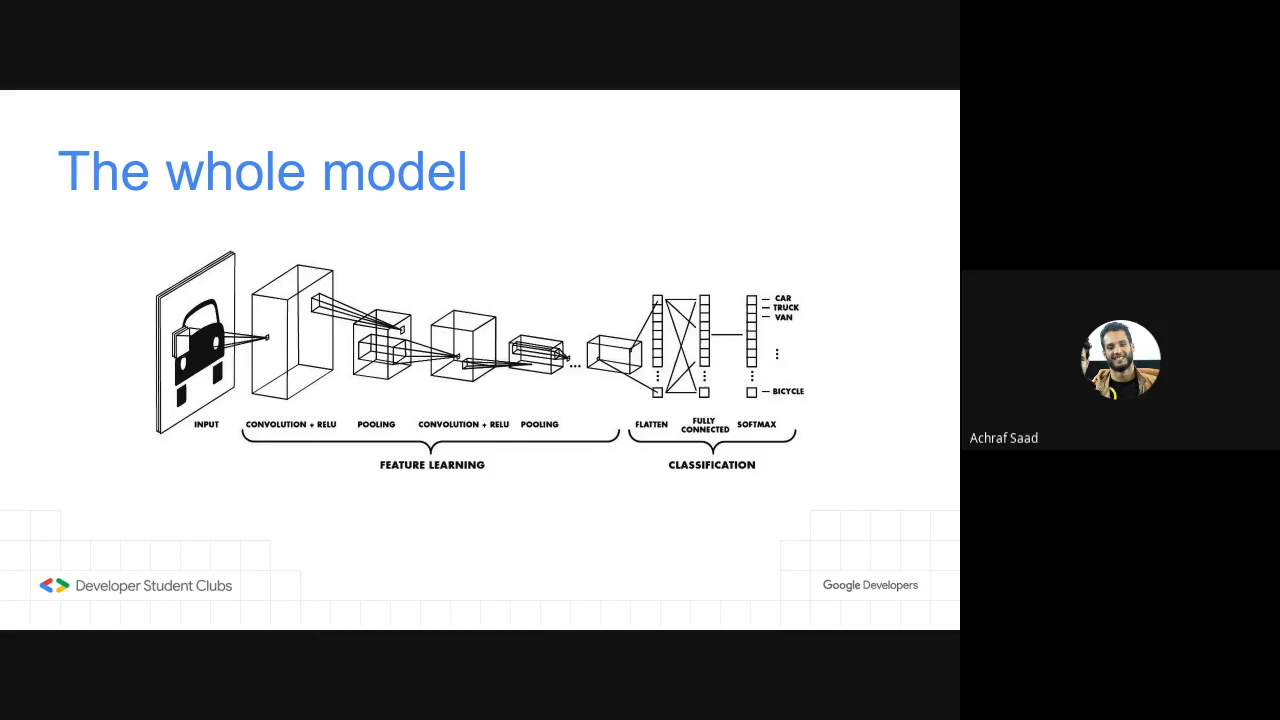 The whole model
CAR
TRUCK
VAN
BICYCLE
INPUT
CONVOLUTION + RELU
POOLING
CONVOLUTION + RELU
POOLING
FLATTEN
FULLY
CONNECTED
SOFTMAX
FEATURE LEARNING
CLASSIFICATION
Developer Student Clubs
Google Developers
Achraf Saad